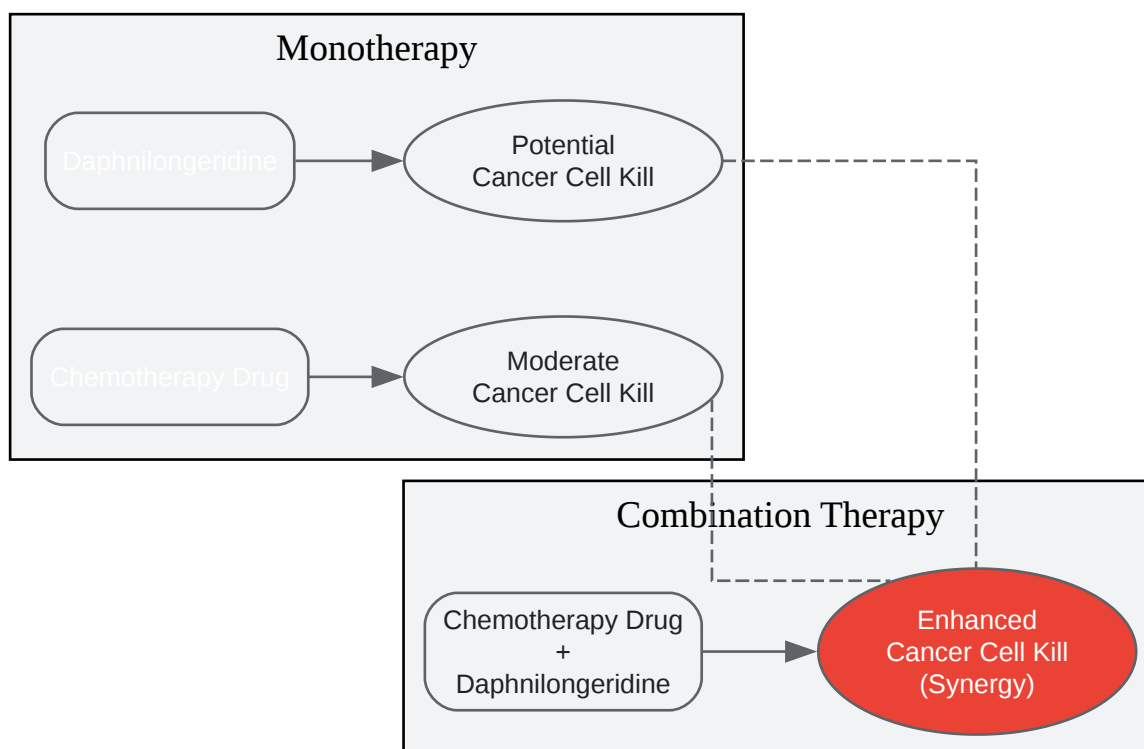 Monotherapy
Daphnilongeridine
Potential
Cancer Cell Kill
Chemotherapy Drug
Moderate
Cancer Cell Kill
Combination Therapy
Chemotherapy Drug
+
Daphnilongeridine
Enhanced
Cancer Cell Kill
(Synergy)